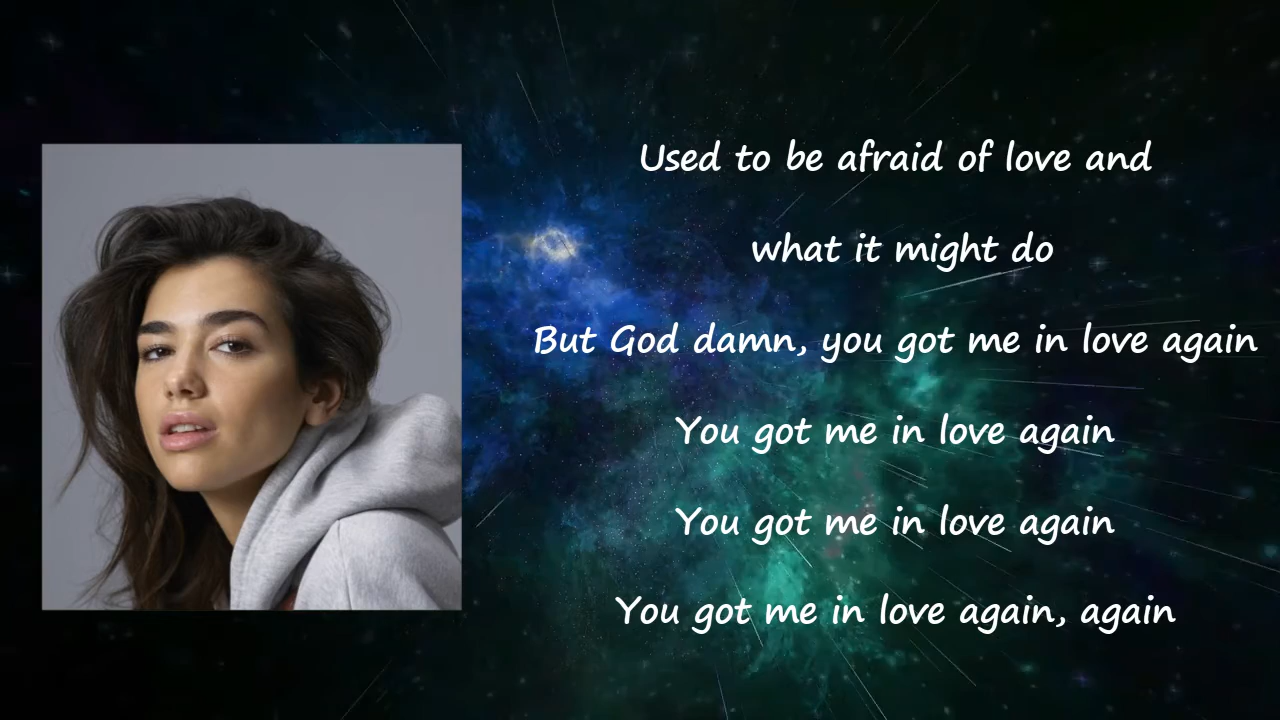 Used to be afraid of love and
what it might do
But God damn, you got me in love again
You got me in love again
You got me in love again
You got me in love again, again